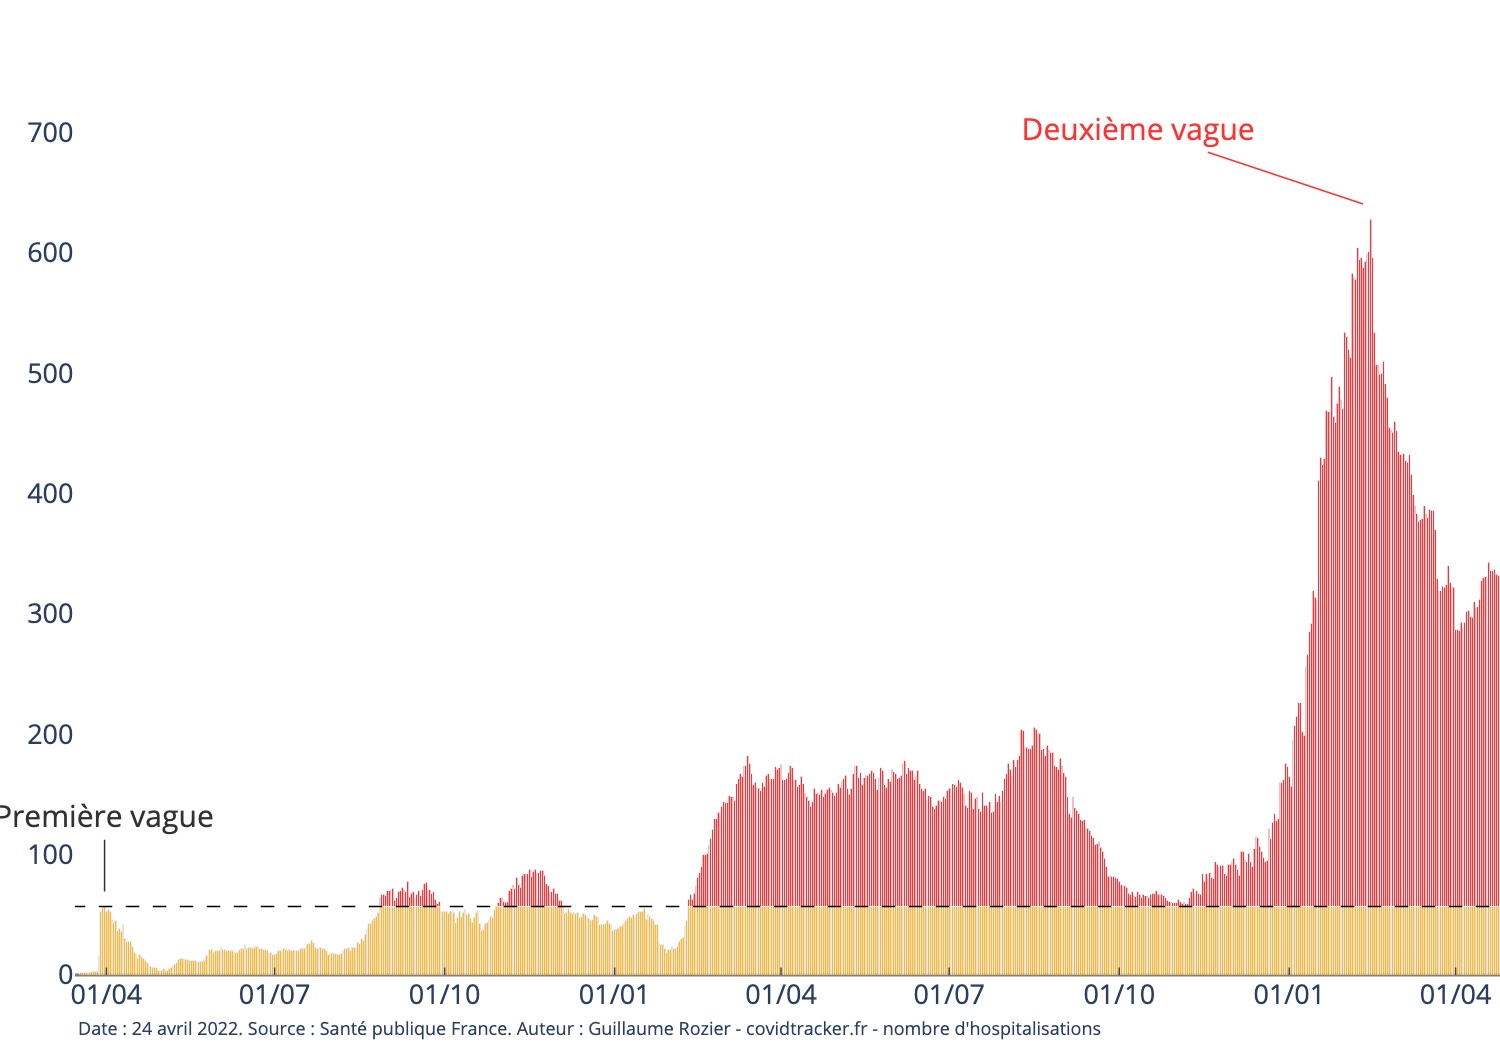 700
Deuxième vague
600
500
400
300
200
Première vague
100
0
01/04 01/07 01/10 01/01 01/04 01/07 01/10 01/01 01/04
Date : 24 avril 2022. Source : Santé publique France. Auteur : Guillaume Rozier - covidtracker.fr - nombre d'hospitalisations